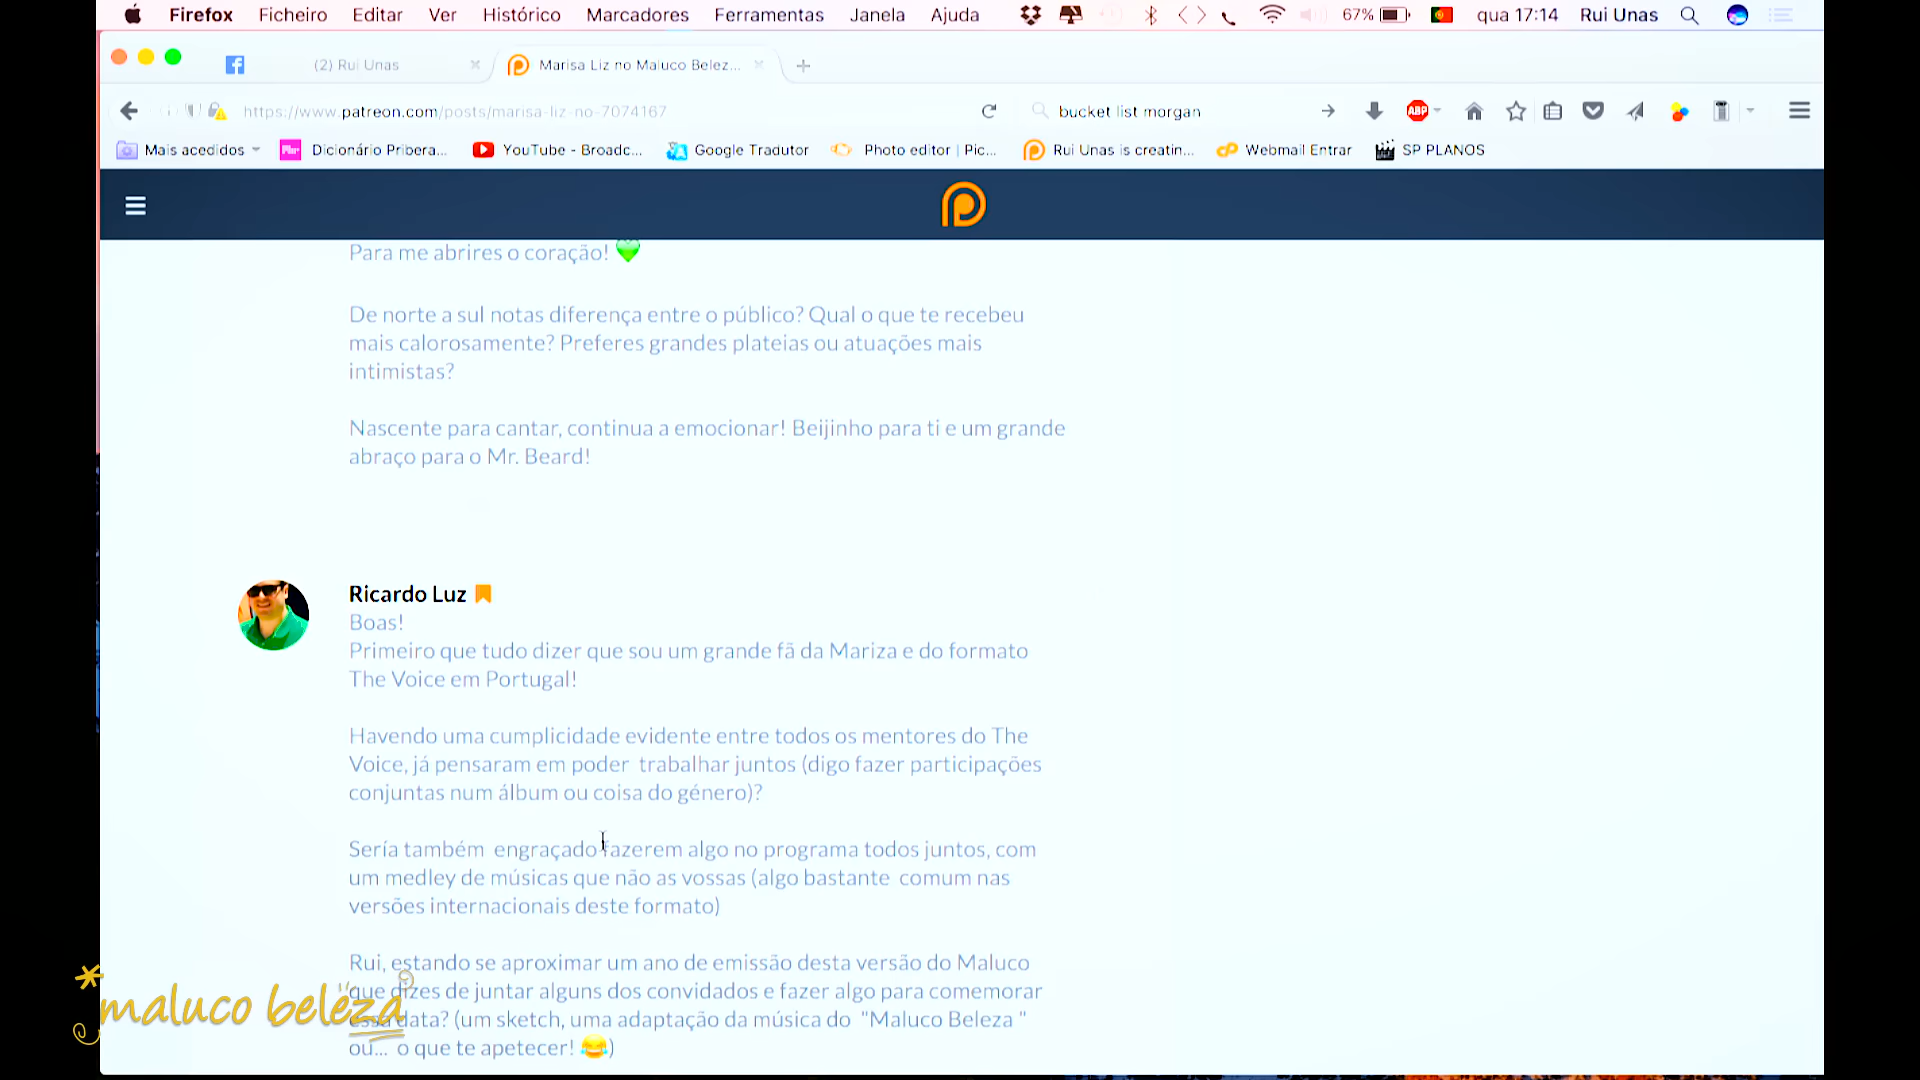 Firefox Ficheiro Editar Ver Histórico Marcadores Ferramentas Janela Ajuda 67% qua 17:14 Rui Unas
(2) Rui Unas Marisa Liz no Maluco Belez...
https://www.patreon.com/posts/marisa-liz-no-7074167 bucket list morgan ABP
Mais acedidos Dicionário Pribera... YouTube - Broadc... Google Tradutor Photo editor | Pic... Rui Unas is creatin... Webmail Entrar SP PLANOS
Para me abrires o coração! 💚
De norte a sul notas diferença entre o público? Qual o que te recebeu
mais calorosamente? Preferes grandes plateias ou atuações mais
intimistas?
Nascente para cantar, continua a emocionar! Beijinho para ti e um grande
abraço para o Mr. Beard!
Ricardo Luz
Boas!
Primeiro que tudo dizer que sou um grande fã da Mariza e do formato
The Voice em Portugal!
Havendo uma cumplicidade evidente entre todos os mentores do The
Voice, já pensaram em poder trabalhar juntos (digo fazer participações
conjuntas num álbum ou coisa do género)?
Sería também engraçado fazerem algo no programa todos juntos, com
um medley de músicas que não as vossas (algo bastante comum nas
versões internacionais deste formato)
Rui, estando se aproximar um ano de emissão desta versão do Maluco
que dizes de juntar alguns dos convidados e fazer algo para comemorar
essa data? (um sketch, uma adaptação da música do "Maluco Beleza "
ou... o que te apetecer! 😂)
maluco beleza